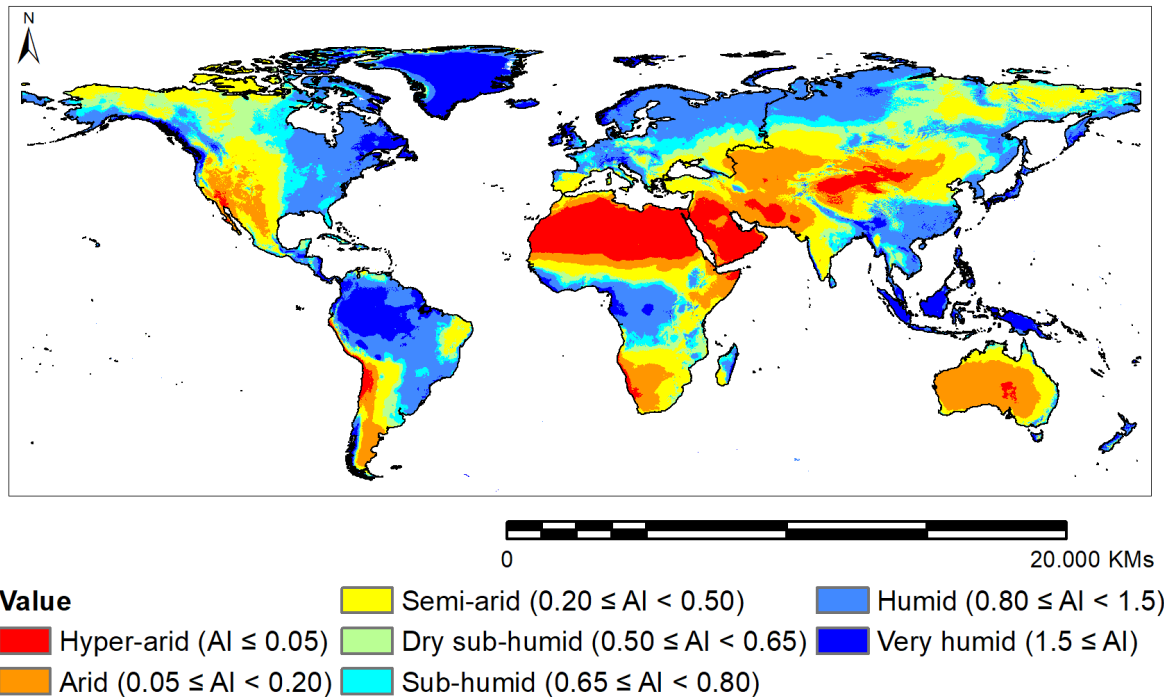 N
0
20.000 KMs
Value
Semi-arid (0.20 ≤ AI < 0.50)
Humid (0.80 ≤ AI < 1.5)
Hyper-arid (AI ≤ 0.05)
Dry sub-humid (0.50 ≤ AI < 0.65)
Very humid (1.5 ≤ AI)
Arid (0.05 ≤ AI < 0.20)
Sub-humid (0.65 ≤ AI < 0.80)